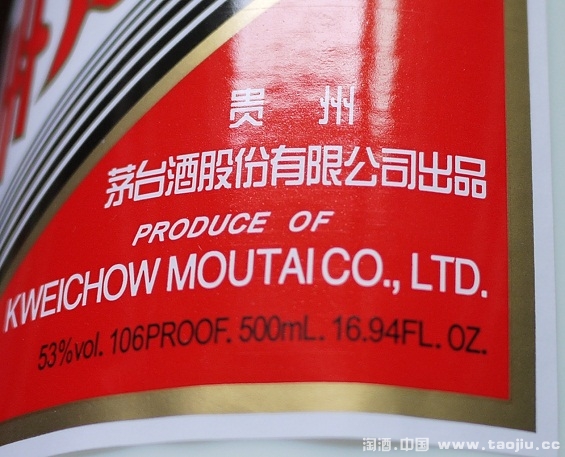 贵 州
茅台酒股份有限公司出品
PRODUCE OF
KWEICHOW MOUTAI CO., LTD.
53%vol. 106PROOF. 500mL. 16.94FL. OZ.
淘酒.中国 www.taojiu.cc